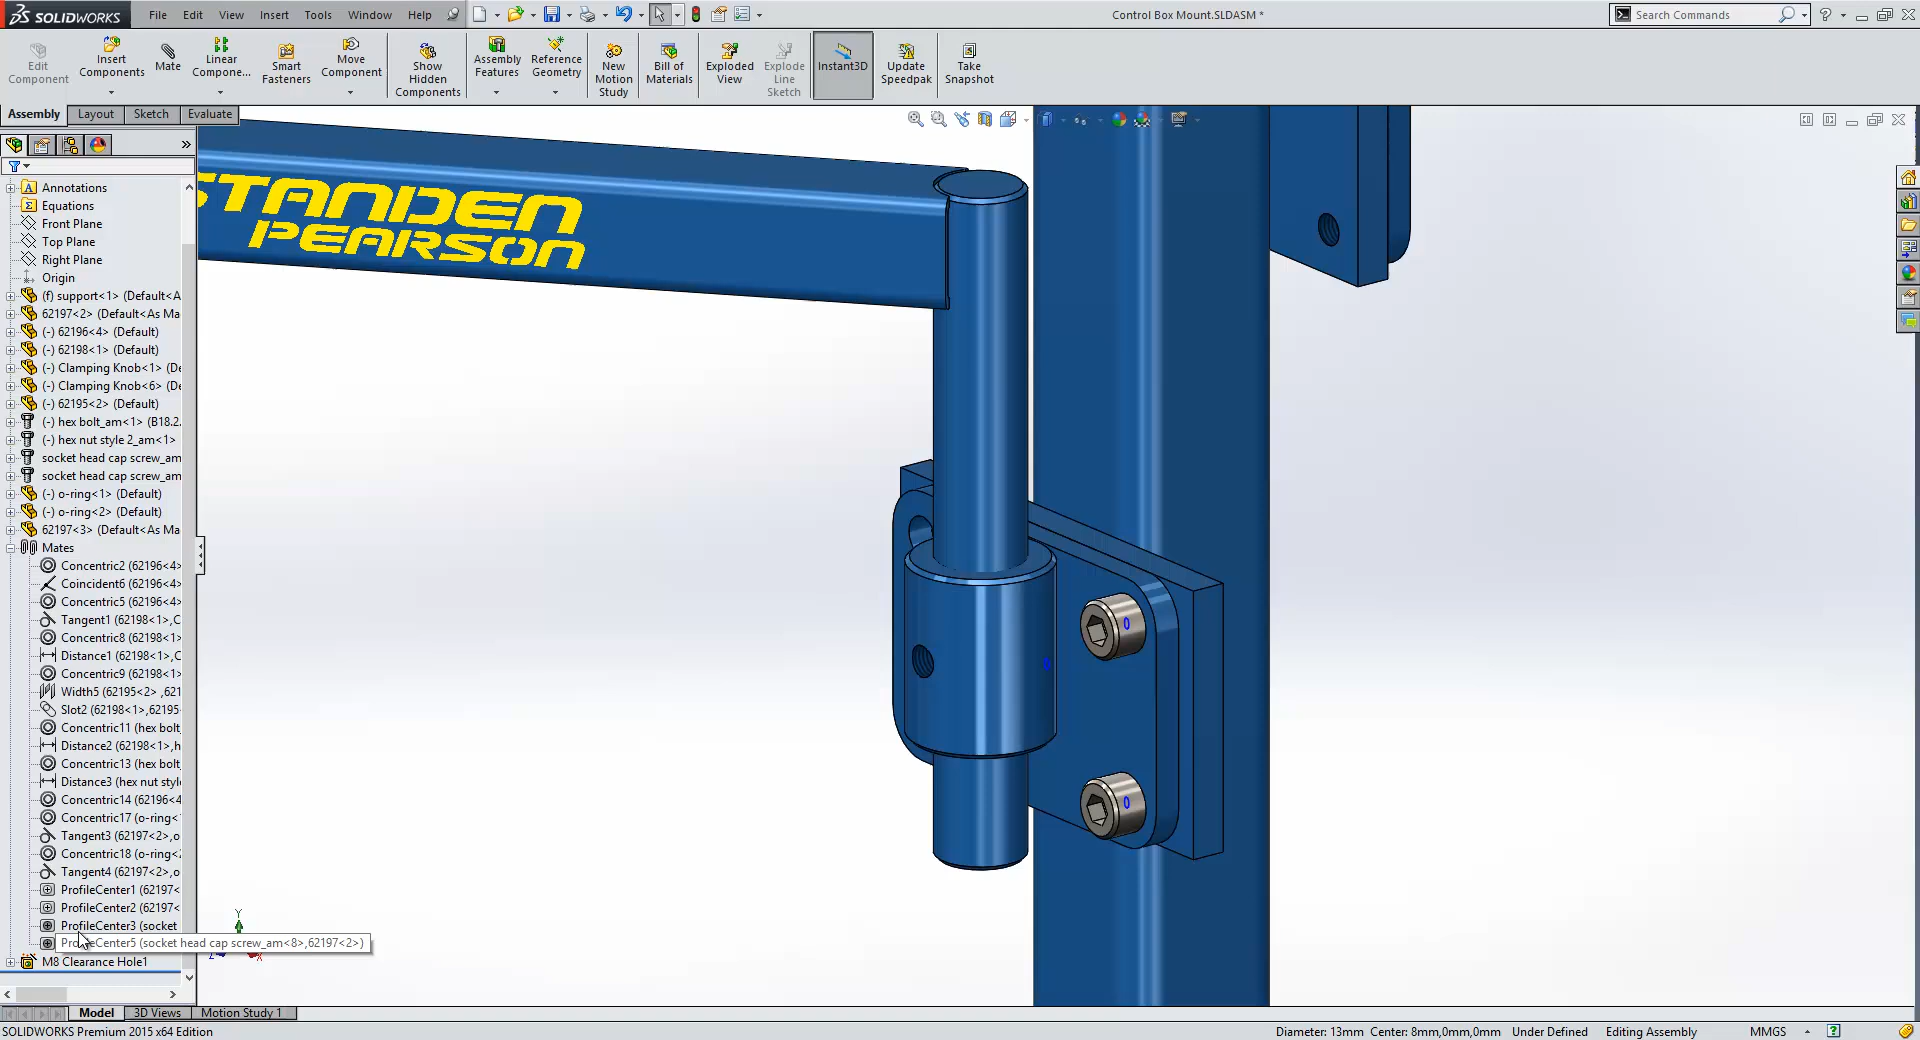 SOLIDWORKS
File Edit View Insert Tools Window Help
Control Box Mount.SLDASM *
Search Commands
Edit
Component
Insert
Components
Mate
Linear
Compone...
Smart
Fasteners
Move
Component
Show
Hidden
Components
Assembly
Features
Reference
Geometry
New
Motion
Study
Bill of
Materials
Exploded
View
Explode
Line
Sketch
Instant3D
Update
Speedpak
Take
Snapshot
Assembly Layout Sketch Evaluate
Annotations
Equations
Front Plane
Top Plane
Right Plane
Origin
(f) support<1> (Default<A
62197<2> (Default<As Ma
(-) 62196<4> (Default)
(-) 62198<1> (Default)
(-) Clamping Knob<1> (De
(-) Clamping Knob<6> (De
(-) 62195<2> (Default)
(-) hex bolt_am<1> (B18.2.
(-) hex nut style 2_am<1>
socket head cap screw_am
socket head cap screw_am
(-) o-ring<1> (Default)
(-) o-ring<2> (Default)
62197<3> (Default<As Ma
Mates
Concentric2 (62196<4>
Coincident6 (62196<4>
Concentric5 (62196<4>
Tangent1 (62198<1>,C
Concentric8 (62198<1>
Distance1 (62198<1>,C
Concentric9 (62198<1>
Width5 (62195<2> ,621
Slot2 (62198<1>,62195
Concentric11 (hex bolt
Distance2 (62198<1>,h
Concentric13 (hex bolt
Distance3 (hex nut style
Concentric14 (62196<4
Concentric17 (o-ring<
Tangent3 (62197<2>,o
Concentric18 (o-ring<
Tangent4 (62197<2>,o
ProfileCenter1 (62197<
ProfileCenter2 (62197<
ProfileCenter3 (socket
ProfileCenter5 (socket head cap screw_am<8>,62197<2>)
M8 Clearance Hole1
STANDEN
PEARSON
0
0
0
Y
Z
X
Model 3D Views Motion Study 1
SOLIDWORKS Premium 2015 x64 Edition
Diameter: 13mm Center: 8mm,0mm,0mm Under Defined Editing Assembly MMGS